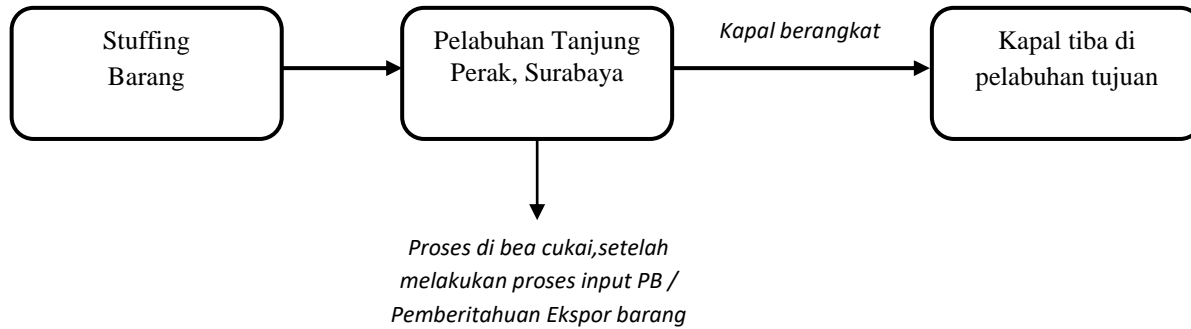 Stuffing
Barang
Pelabuhan Tanjung
Perak, Surabaya
Kapal berangkat
Kapal tiba di
pelabuhan tujuan
Proses di bea cukai,setelah
melakukan proses input PB /
Pemberitahuan Ekspor barang